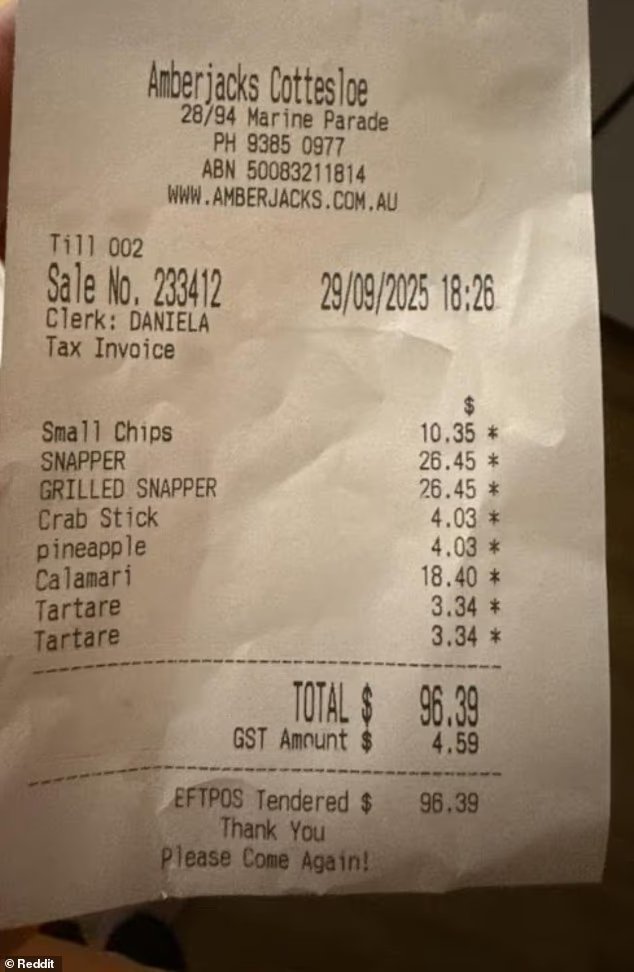 Amberjacks Cottesloe
28/94 Marine Parade
PH 9385 0977
ABN 50083211814
WWW.AMBERJACKS.COM.AU
Till 002
Sale No. 233412 29/09/2025 18:26
Clerk: DANIELA
Tax Invoice
$
Small Chips 10.35 *
SNAPPER 26.45 *
GRILLED SNAPPER 26.45 *
Crab Stick 4.03 *
pineapple 4.03 *
Calamari 18.40 *
Tartare 3.34 *
Tartare 3.34 *
TOTAL $ 96.39
GST Amount $ 4.59
EFTPOS Tendered $ 96.39
Thank You
Please Come Again!
© Reddit